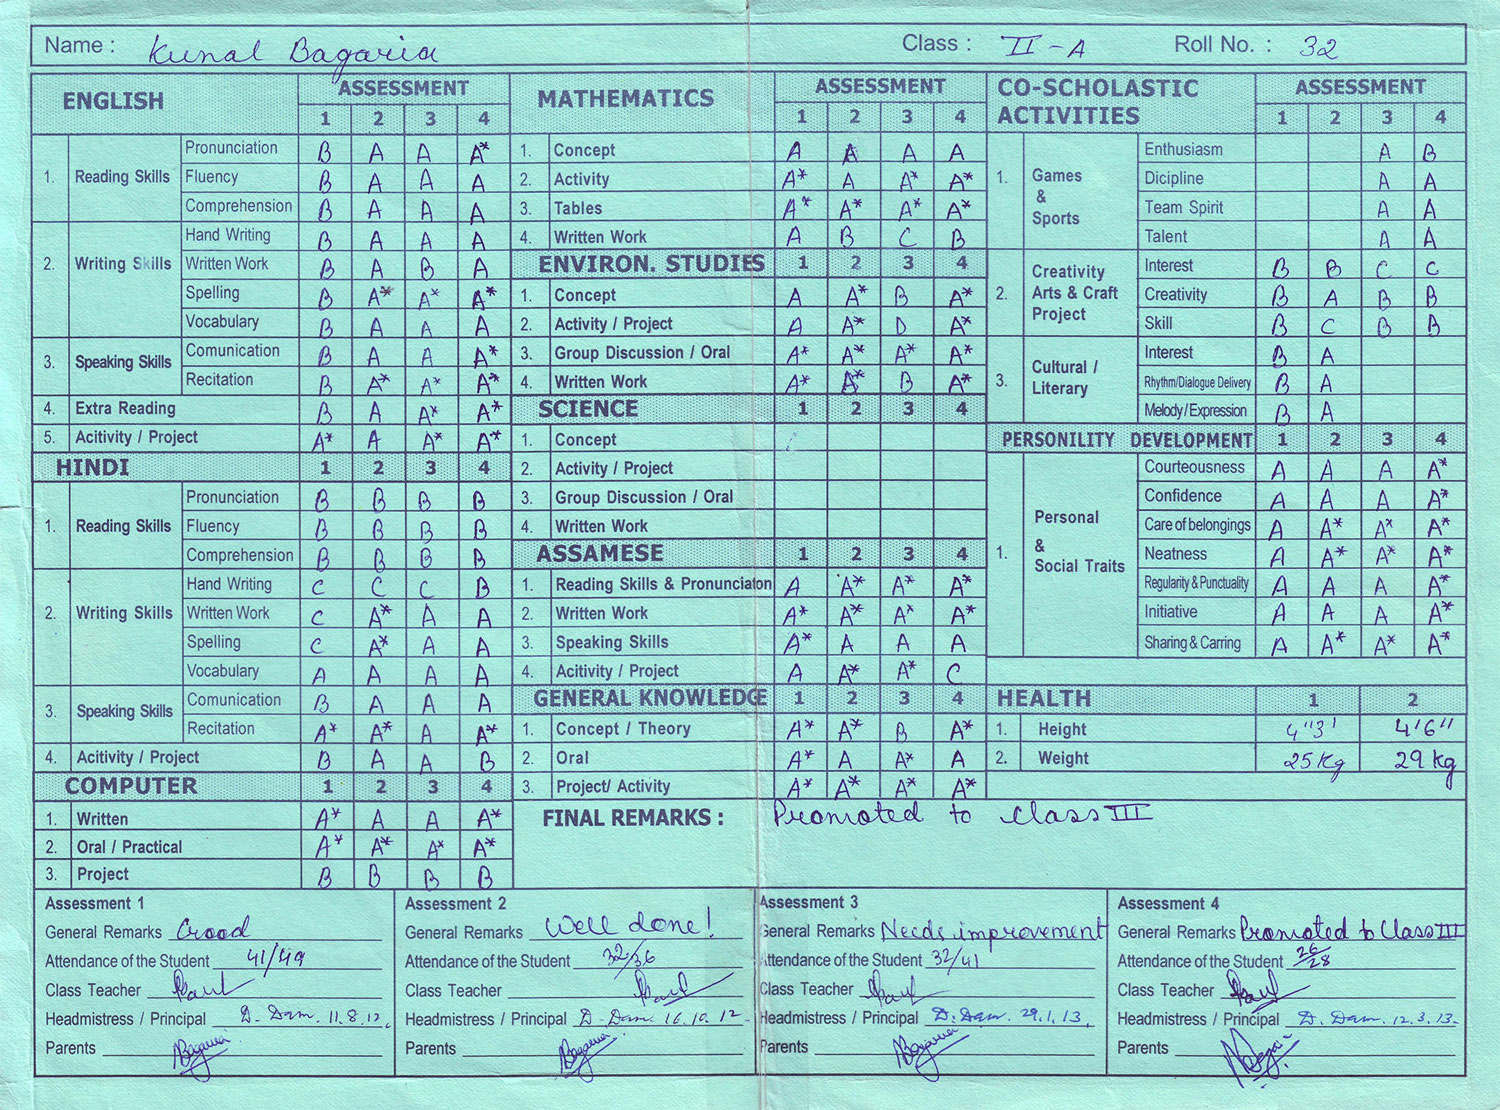 Name : Kunal Bagaria Class : II - A Roll No. : 32
ENGLISH ASSESSMENT
1 2 3 4
1. Reading Skills Pronunciation B A A A*
Fluency B A A A
Comprehension B A A A
2. Writing Skills Hand Writing B A A A
Written Work B A B A
Spelling B A* A* A*
Vocabulary B A A A
3. Speaking Skills Comunication B A A A*
Recitation B A* A* A*
4. Extra Reading B A A* A*
5. Acitivity / Project A* A A* A*
HINDI 1 2 3 4
1. Reading Skills Pronunciation B B B B
Fluency B B B B
Comprehension B B B B
2. Writing Skills Hand Writing C C C B
Written Work C A* A A
Spelling C A* A A
Vocabulary A A A A
3. Speaking Skills Comunication B A A A
Recitation A* A* A A*
4. Acitivity / Project B A A B
COMPUTER 1 2 3 4
1. Written A* A A A*
2. Oral / Practical A* A* A* A*
3. Project B B B B
MATHEMATICS ASSESSMENT
1 2 3 4
1. Concept A A A A
2. Activity A* A A* A*
3. Tables A* A* A* A*
4. Written Work A B C B
ENVIRON. STUDIES 1 2 3 4
1. Concept A A* B A*
2. Activity / Project A A* D A*
3. Group Discussion / Oral A* A* A* A*
4. Written Work A* A* B A*
SCIENCE 1 2 3 4
1. Concept
2. Activity / Project
3. Group Discussion / Oral
4. Written Work
ASSAMESE 1 2 3 4
1. Reading Skills & Pronunciaton A A* A* A*
2. Written Work A* A* A* A*
3. Speaking Skills A* A A A
4. Acitivity / Project A A* A* C
GENERAL KNOWLEDGE 1 2 3 4
1. Concept / Theory A* A* B A*
2. Oral A* A A* A
3. Project/ Activity A* A* A* A*
CO-SCHOLASTIC ASSESSMENT
ACTIVITIES 1 2 3 4
1. Games & Sports Enthusiasm A B
Dicipline A A
Team Spirit A A
Talent A A
2. Creativity Arts & Craft Project Interest B B C C
Creativity B A B B
Skill B C B B
3. Cultural / Literary Interest B A
Rhythm/Dialogue Delivery B A
Melody/Expression B A
PERSONILITY DEVELOPMENT 1 2 3 4
1. Personal & Social Traits Courteousness A A A A*
Confidence A A A A*
Care of belongings A A* A* A*
Neatness A A* A* A*
Regularity & Punctuality A A A A*
Initiative A A A A*
Sharing & Carring A A* A* A*
HEALTH 1 2
1. Height 4"3' 4'6"
2. Weight 25 Kg 29 Kg
FINAL REMARKS : Promoted to Class III
Assessment 1
General Remarks Good
Attendance of the Student 41/49
Class Teacher Paul
Headmistress / Principal D. Dam. 11.8.12.
Parents Bagaria
Assessment 2
General Remarks Well done!
Attendance of the Student 32/36
Class Teacher Paul
Headmistress / Principal D. Dam. 16.10.12.
Parents Bagaria
Assessment 3
General Remarks Needs improvement
Attendance of the Student 32/41
Class Teacher Paul
Headmistress / Principal D. Dam. 29.1.13.
Parents Bagaria
Assessment 4
General Remarks Promoted to Class III
Attendance of the Student 26/28
Class Teacher Paul
Headmistress / Principal D. Dam. 12.3.13.
Parents